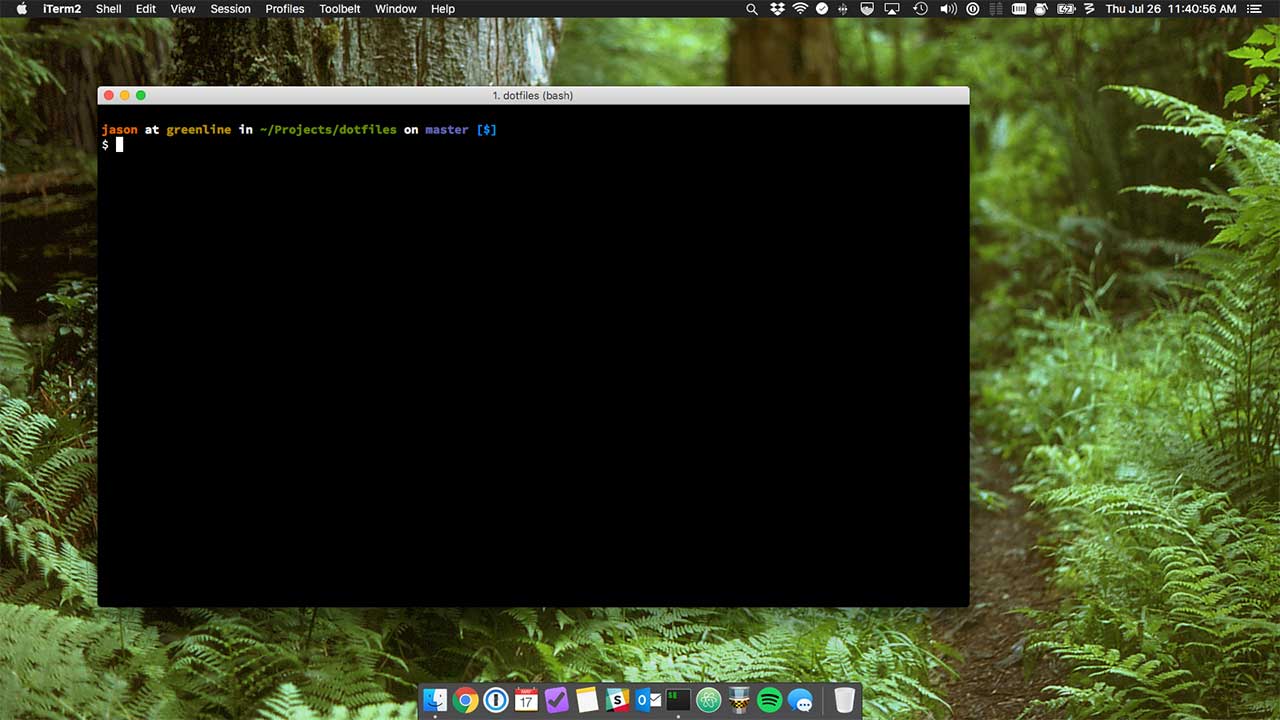 iTerm2 Shell Edit View Session Profiles Toolbelt Window Help Thu Jul 26 11:40:56 AM
1. dotfiles (bash)
jason at greenline in ~/Projects/dotfiles on master [$]
$
17